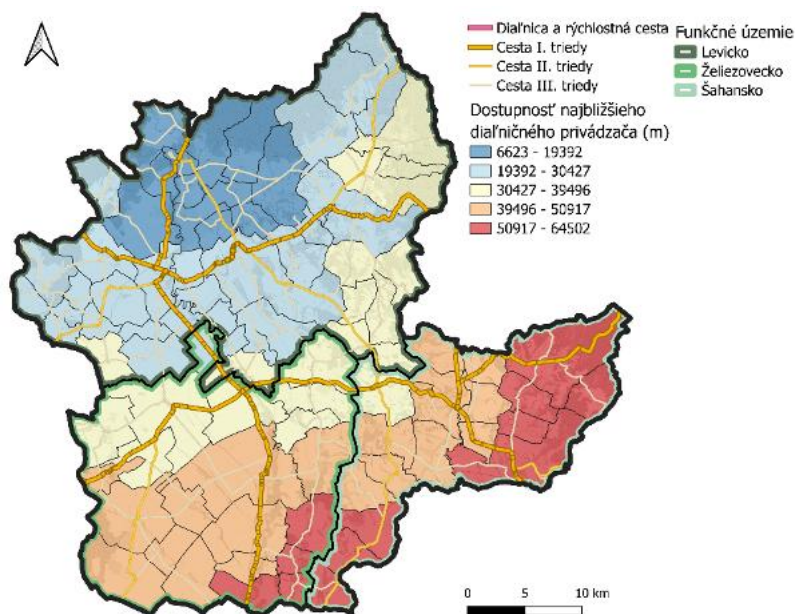 Diaľnica a rýchlostná cesta
Cesta I. triedy
Cesta II. triedy
Cesta III. triedy
Funkčné územie
Levicko
Želiezovecko
Šahansko
Dostupnosť najbližšieho
diaľničného privádzača (m)
6623 - 19392
19392 - 30427
30427 - 39496
39496 - 50917
50917 - 64502
0 5 10 km